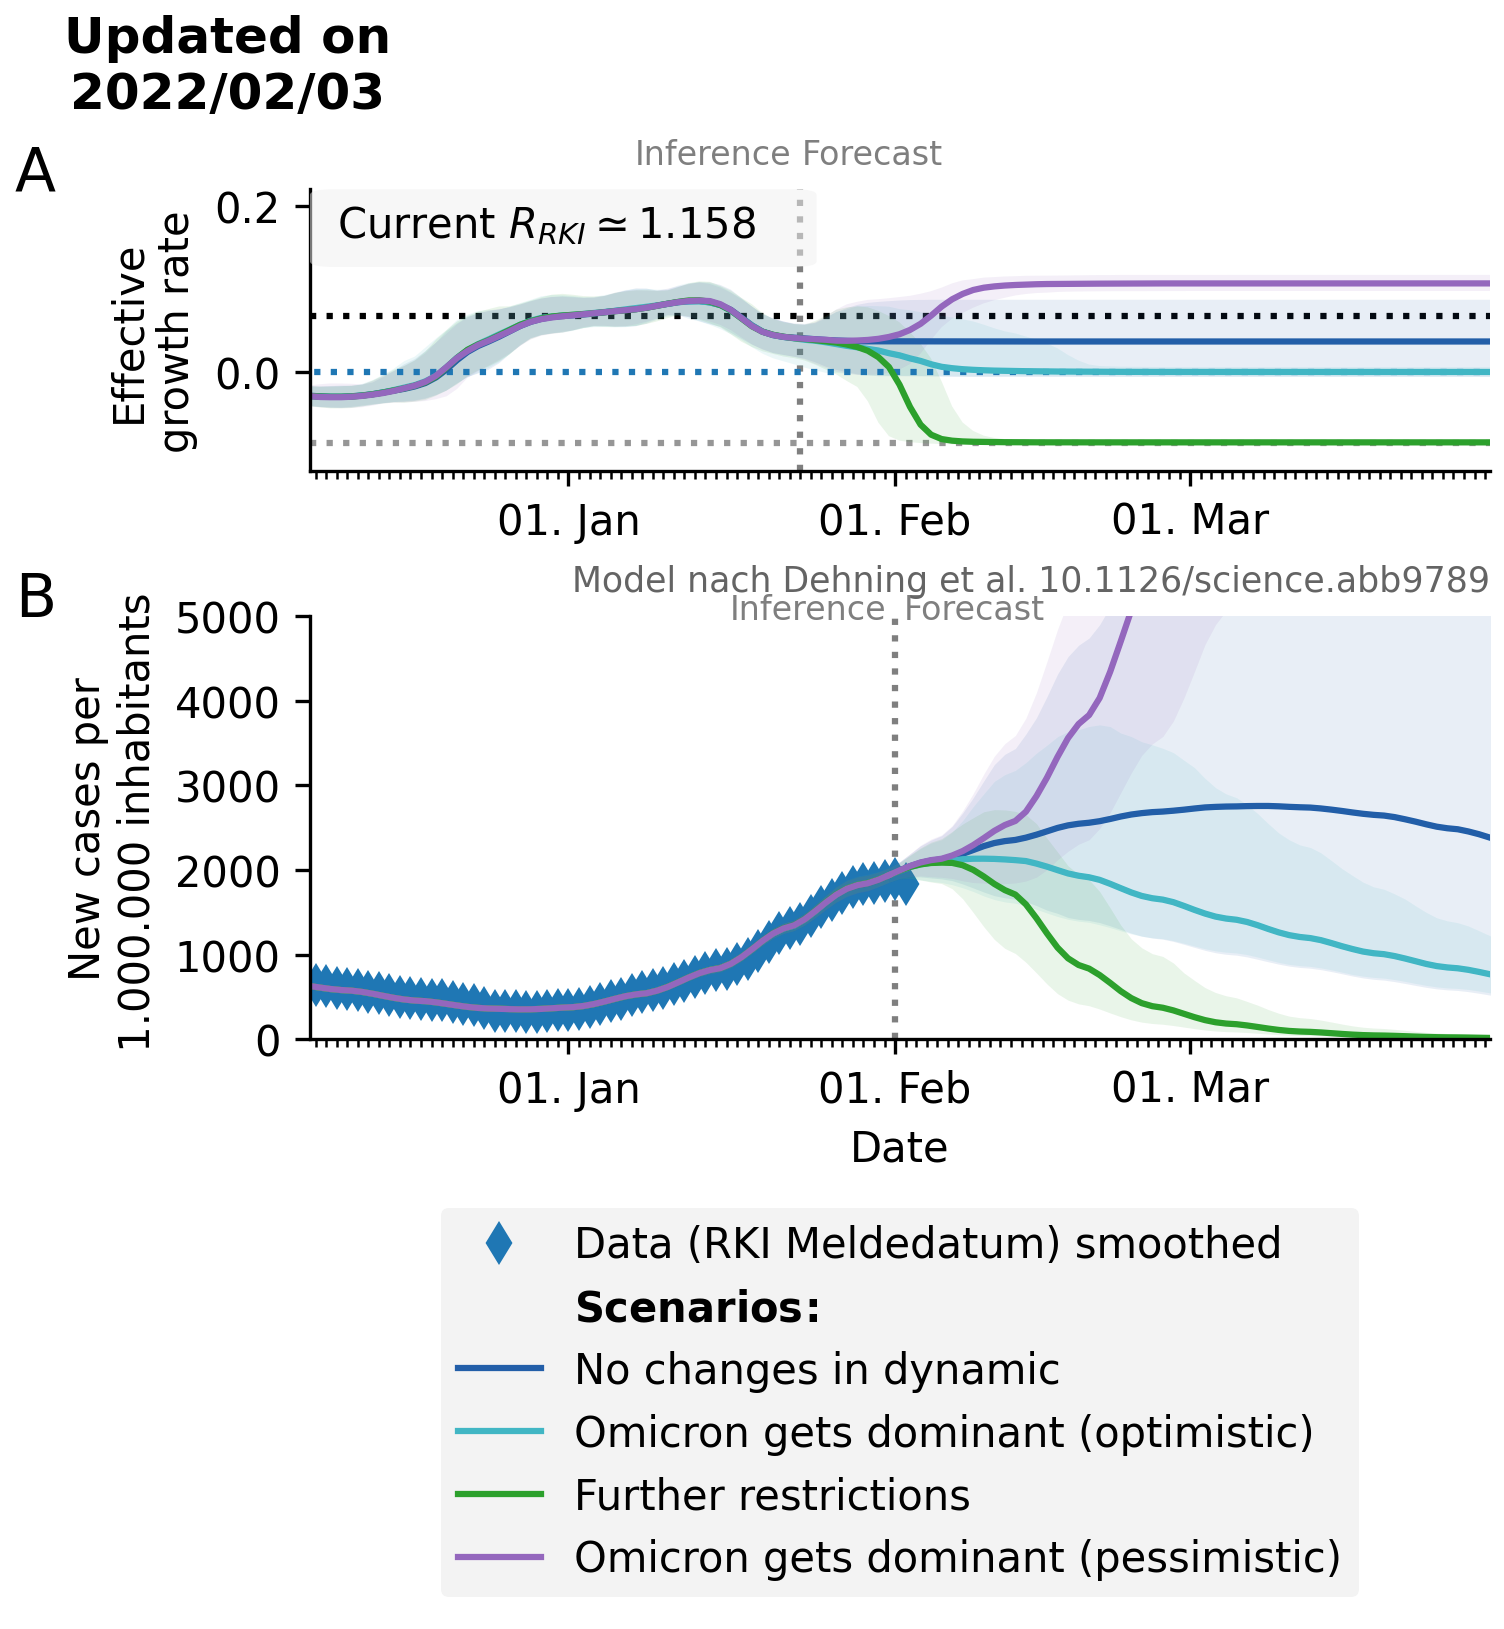 Updated on
2022/02/03
A
Inference Forecast
Effective
growth rate
0.2
0.0
Current R_RKI ≃ 1.158
01. Jan
01. Feb
01. Mar
B
Model nach Dehning et al. 10.1126/science.abb9789
Inference Forecast
New cases per
1.000.000 inhabitants
5000
4000
3000
2000
1000
0
01. Jan
01. Feb
01. Mar
Date
Data (RKI Meldedatum) smoothed
Scenarios:
No changes in dynamic
Omicron gets dominant (optimistic)
Further restrictions
Omicron gets dominant (pessimistic)